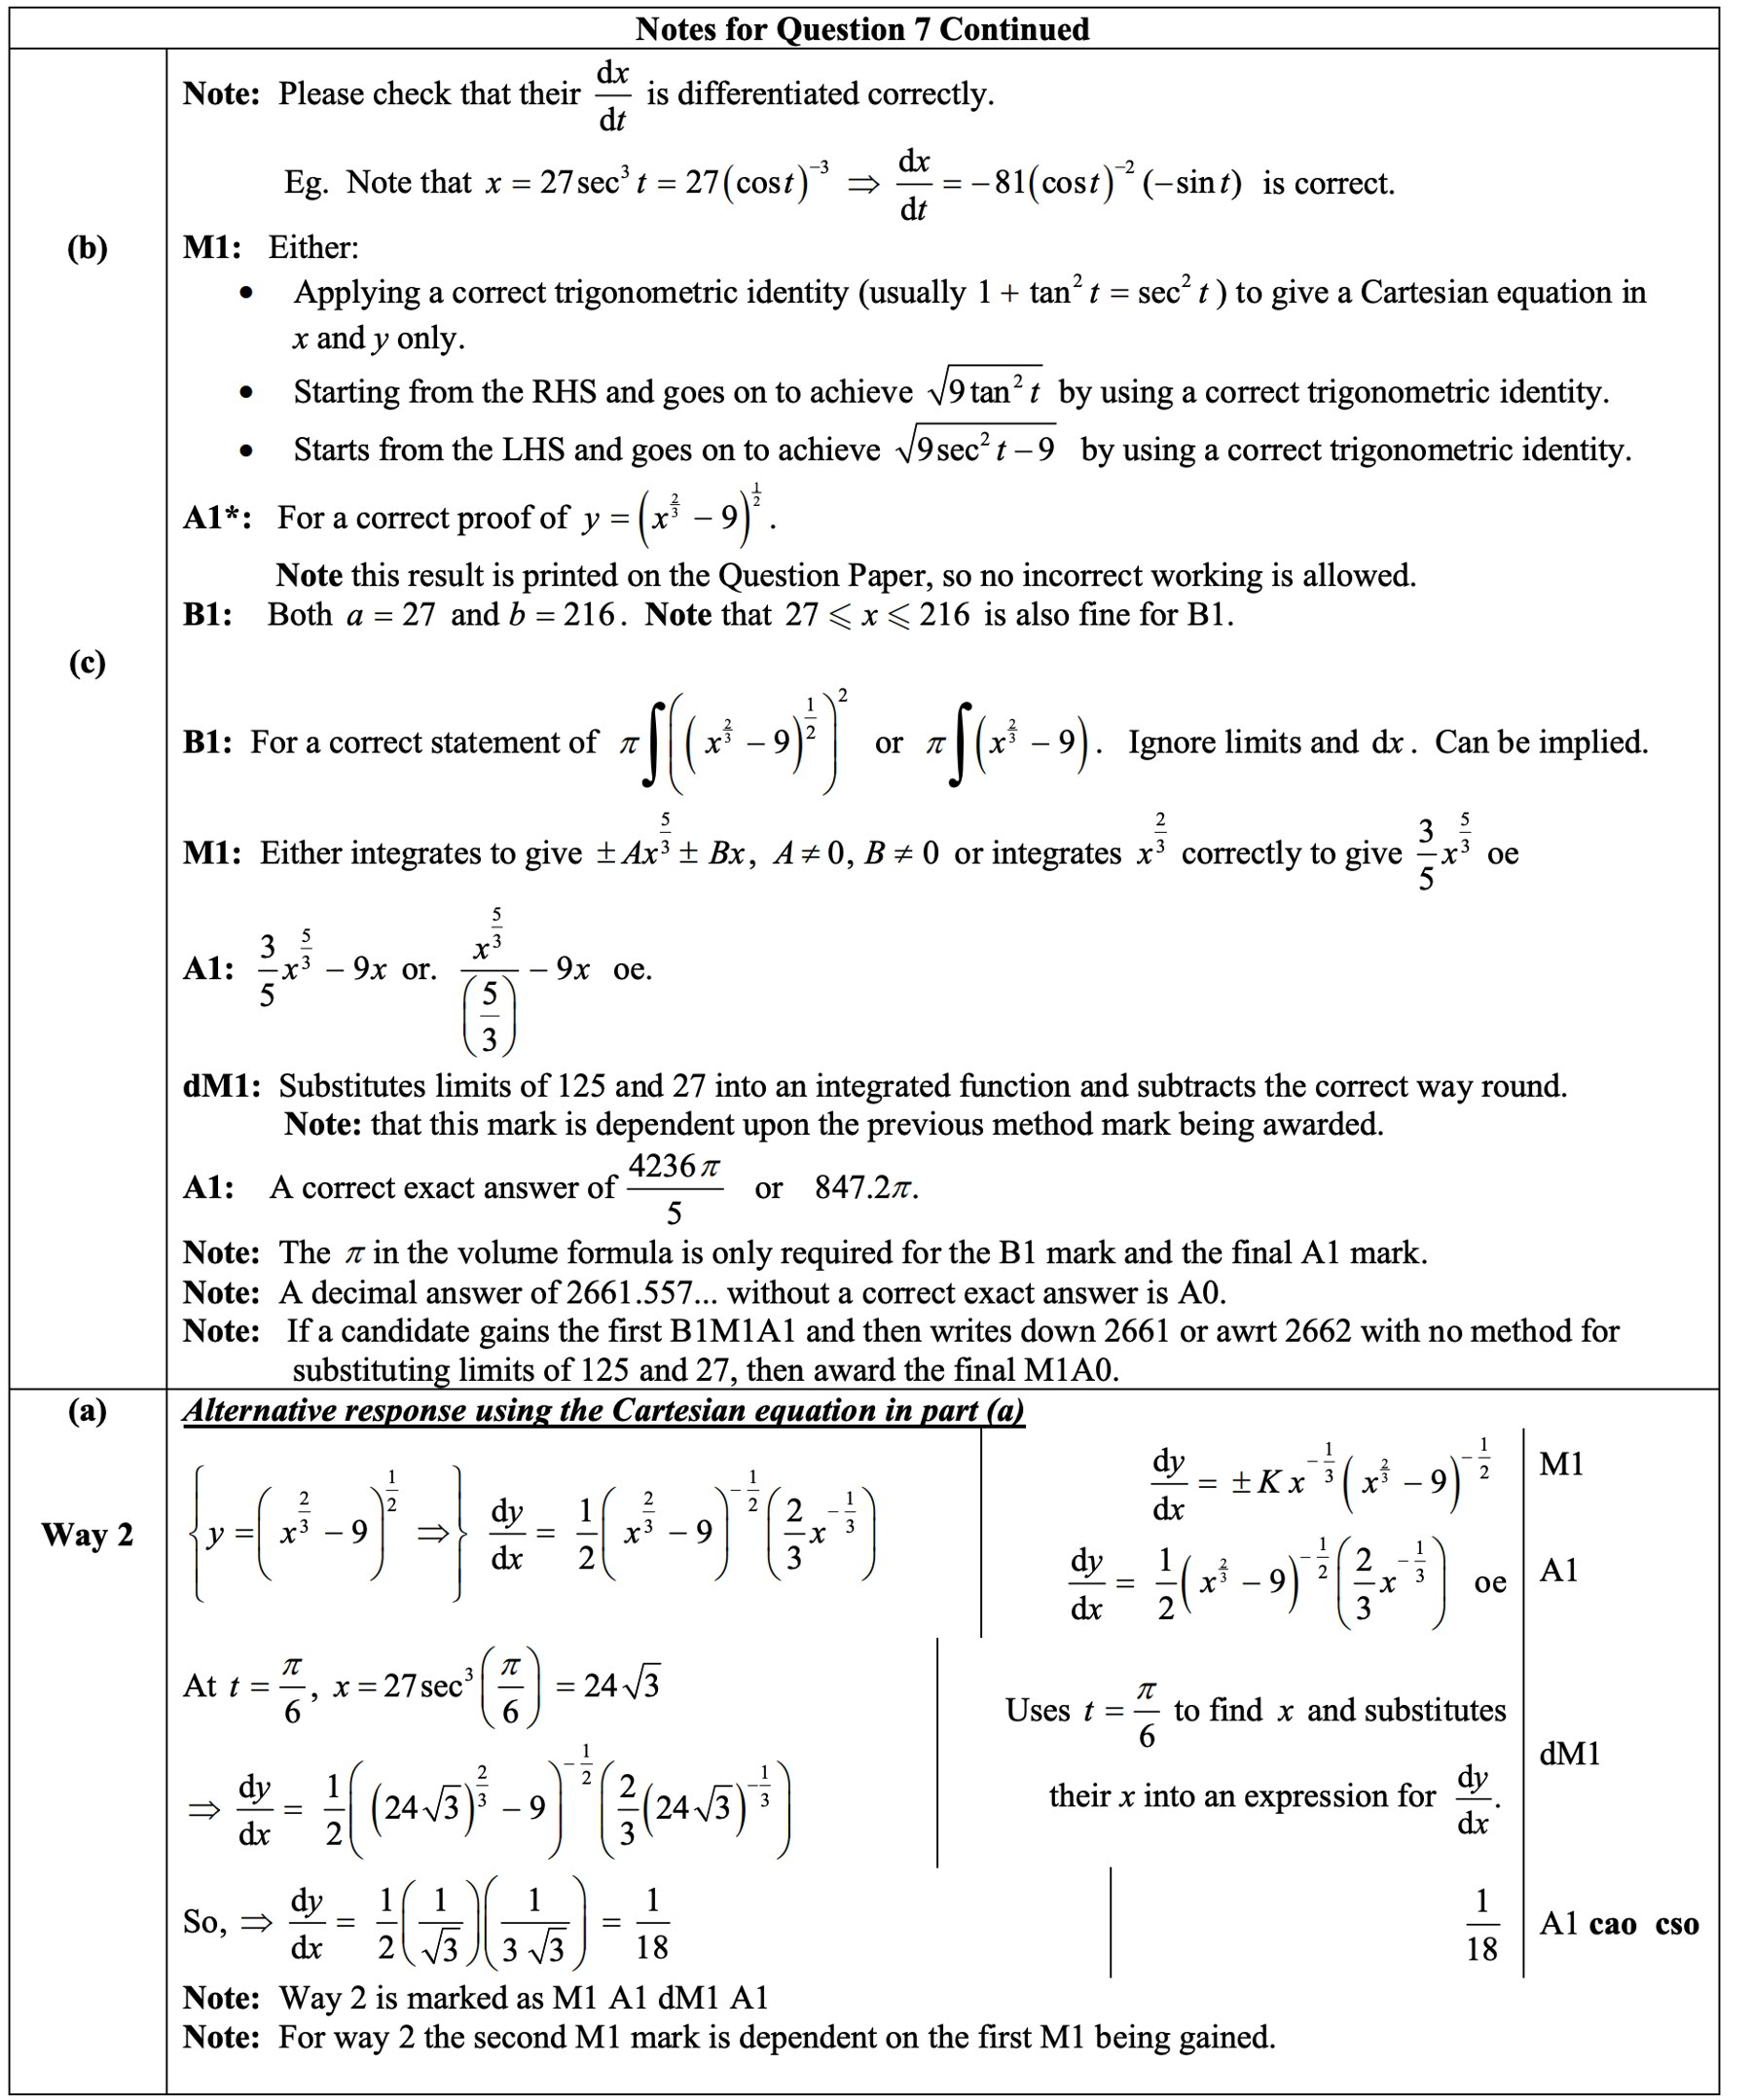 Notes for Question 7 Continued
Note: Please check that their dx/dt is differentiated correctly.
Eg. Note that x = 27sec³ t = 27(cos t)⁻³ ⇒ dx/dt = −81(cos t)⁻² (−sin t) is correct.
(b) M1: Either:
• Applying a correct trigonometric identity (usually 1 + tan² t = sec² t ) to give a Cartesian equation in
x and y only.
• Starting from the RHS and goes on to achieve √(9 tan² t) by using a correct trigonometric identity.
• Starts from the LHS and goes on to achieve √(9 sec² t − 9) by using a correct trigonometric identity.
A1*: For a correct proof of y = (x^(2/3) − 9)^(1/2).
Note this result is printed on the Question Paper, so no incorrect working is allowed.
B1: Both a = 27 and b = 216. Note that 27 ⩽ x ⩽ 216 is also fine for B1.
(c)
B1: For a correct statement of π∫((x^(2/3) − 9)^(1/2))² or π∫(x^(2/3) − 9). Ignore limits and dx. Can be implied.
M1: Either integrates to give ± Ax^(5/3) ± Bx, A ≠ 0, B ≠ 0 or integrates x^(2/3) correctly to give 3/5 x^(5/3) oe
A1: 3/5 x^(5/3) − 9x or. x^(5/3)/(5/3) − 9x oe.
dM1: Substitutes limits of 125 and 27 into an integrated function and subtracts the correct way round.
Note: that this mark is dependent upon the previous method mark being awarded.
A1: A correct exact answer of 4236π/5 or 847.2π.
Note: The π in the volume formula is only required for the B1 mark and the final A1 mark.
Note: A decimal answer of 2661.557... without a correct exact answer is A0.
Note: If a candidate gains the first B1M1A1 and then writes down 2661 or awrt 2662 with no method for
substituting limits of 125 and 27, then award the final M1A0.
(a) Alternative response using the Cartesian equation in part (a)
Way 2 {y = (x^(2/3) − 9)^(1/2) ⇒} dy/dx = 1/2 (x^(2/3) − 9)^(−1/2) (2/3 x^(−1/3))
dy/dx = ± K x^(−1/3) (x^(2/3) − 9)^(−1/2) M1
dy/dx = 1/2 (x^(2/3) − 9)^(−1/2) (2/3 x^(−1/3)) oe A1
At t = π/6, x = 27sec³(π/6) = 24√3
⇒ dy/dx = 1/2 ((24√3)^(2/3) − 9)^(−1/2) (2/3 (24√3)^(−1/3))
Uses t = π/6 to find x and substitutes
their x into an expression for dy/dx. dM1
So, ⇒ dy/dx = 1/2 (1/√3)(1/(3√3)) = 1/18
1/18 A1 cao cso
Note: Way 2 is marked as M1 A1 dM1 A1
Note: For way 2 the second M1 mark is dependent on the first M1 being gained.